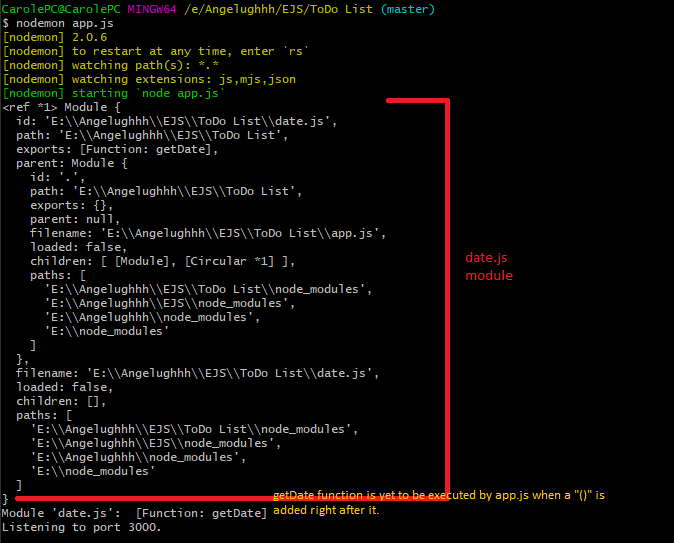 CarolePC@CarolePC MINGW64 /e/Angelughhh/EJS/ToDo List (master)
$ nodemon app.js
[nodemon] 2.0.6
[nodemon] to restart at any time, enter `rs`
[nodemon] watching path(s): *.*
[nodemon] watching extensions: js,mjs,json
[nodemon] starting `node app.js`
<ref *1> Module {
  id: 'E:\\Angelughhh\\EJS\\ToDo List\\date.js',
  path: 'E:\\Angelughhh\\EJS\\ToDo List',
  exports: [Function: getDate],
  parent: Module {
    id: '.',
    path: 'E:\\Angelughhh\\EJS\\ToDo List',
    exports: {},
    parent: null,
    filename: 'E:\\Angelughhh\\EJS\\ToDo List\\app.js',
    loaded: false,
    children: [ [Module], [Circular *1] ],
    paths: [
      'E:\\Angelughhh\\EJS\\ToDo List\\node_modules',
      'E:\\Angelughhh\\EJS\\node_modules',
      'E:\\Angelughhh\\node_modules',
      'E:\\node_modules'
    ]
  },
  filename: 'E:\\Angelughhh\\EJS\\ToDo List\\date.js',
  loaded: false,
  children: [],
  paths: [
    'E:\\Angelughhh\\EJS\\ToDo List\\node_modules',
    'E:\\Angelughhh\\EJS\\node_modules',
    'E:\\Angelughhh\\node_modules',
    'E:\\node_modules'
  ]
}
date.js
module
Module 'date.js':  [Function: getDate]
getDate function is yet to be executed by app.js when a "()" is
added right after it.
Listening to port 3000.